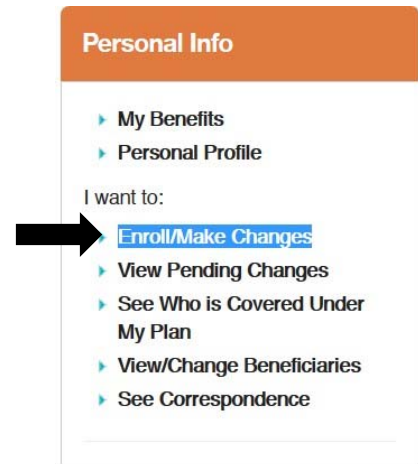 Personal Info
My Benefits
Personal Profile
I want to:
Enroll/Make Changes
View Pending Changes
See Who is Covered Under
My Plan
View/Change Beneficiaries
See Correspondence